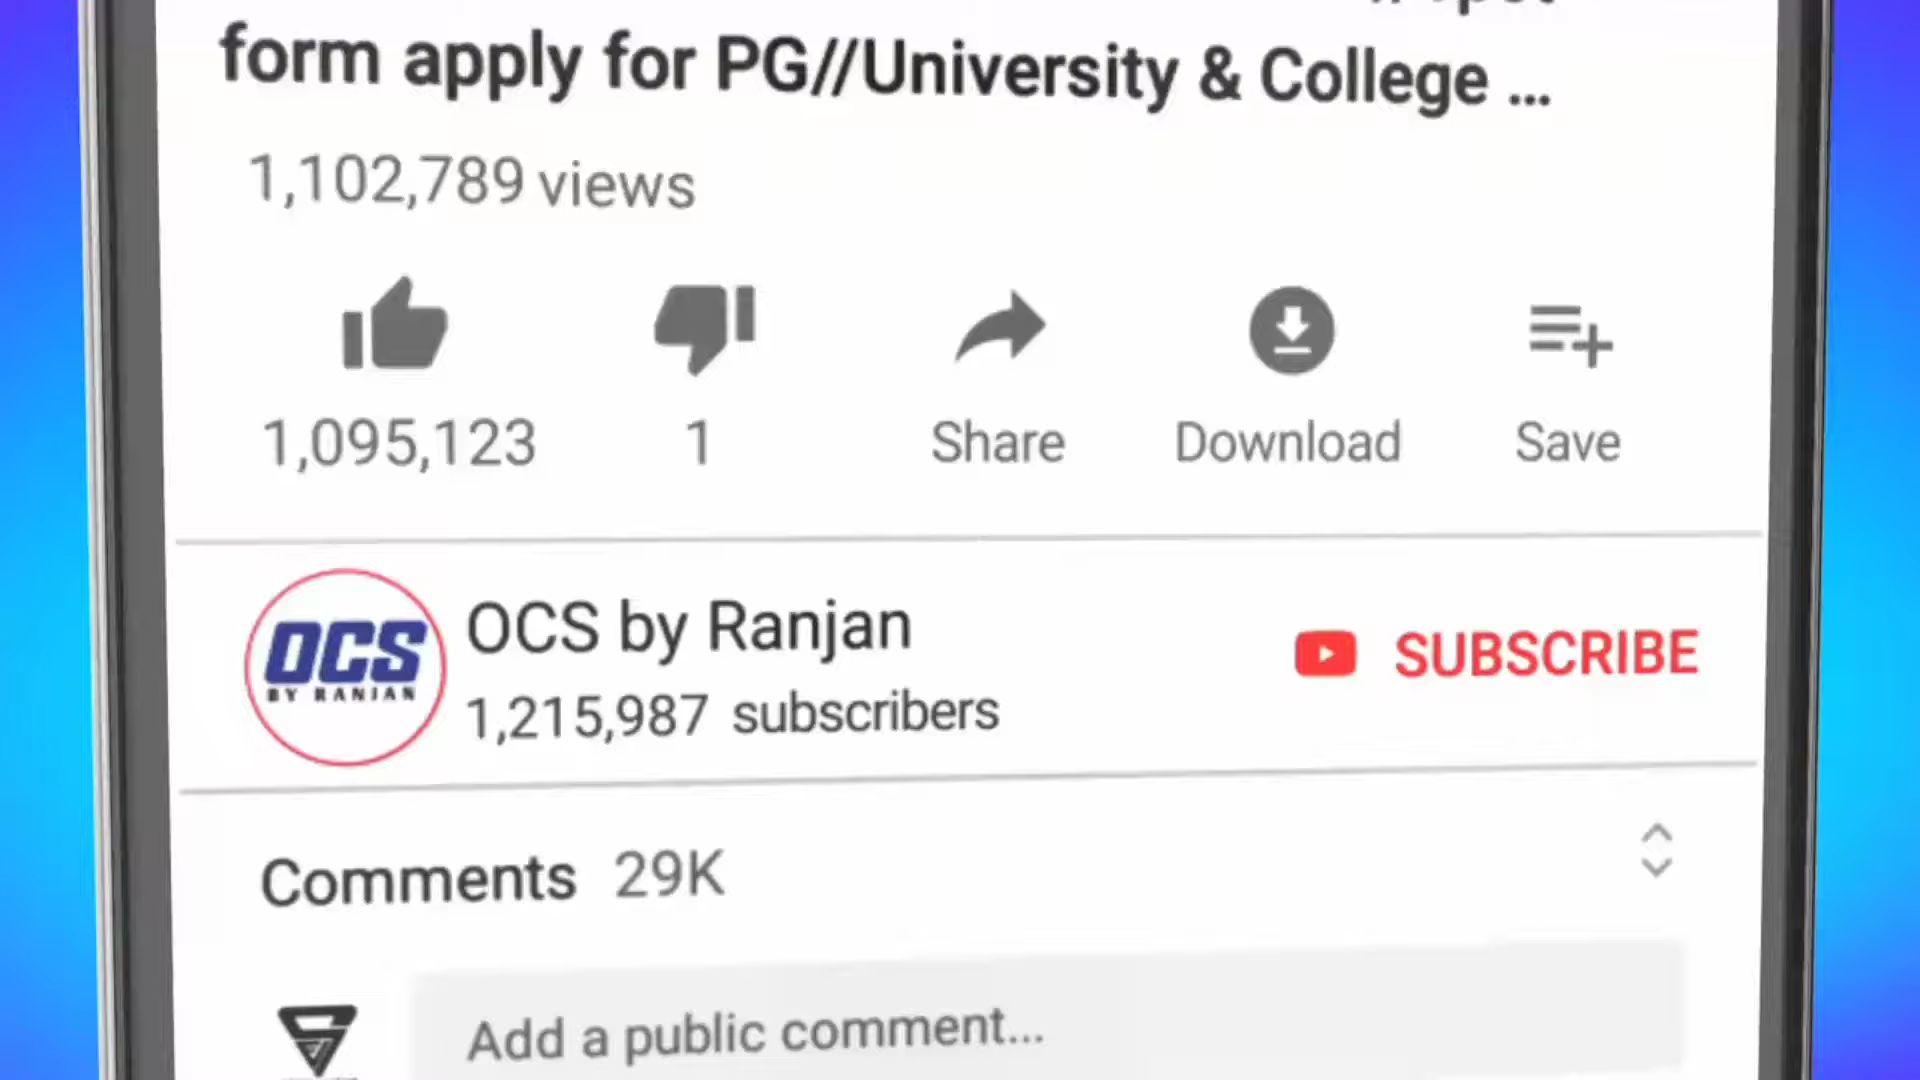 form apply for PG//University & College ...
1,102,789 views
1,095,123
1
Share
Download
Save
OCS
BY RANJAN
OCS by Ranjan
1,215,987 subscribers
SUBSCRIBE
Comments 29K
Add a public comment...